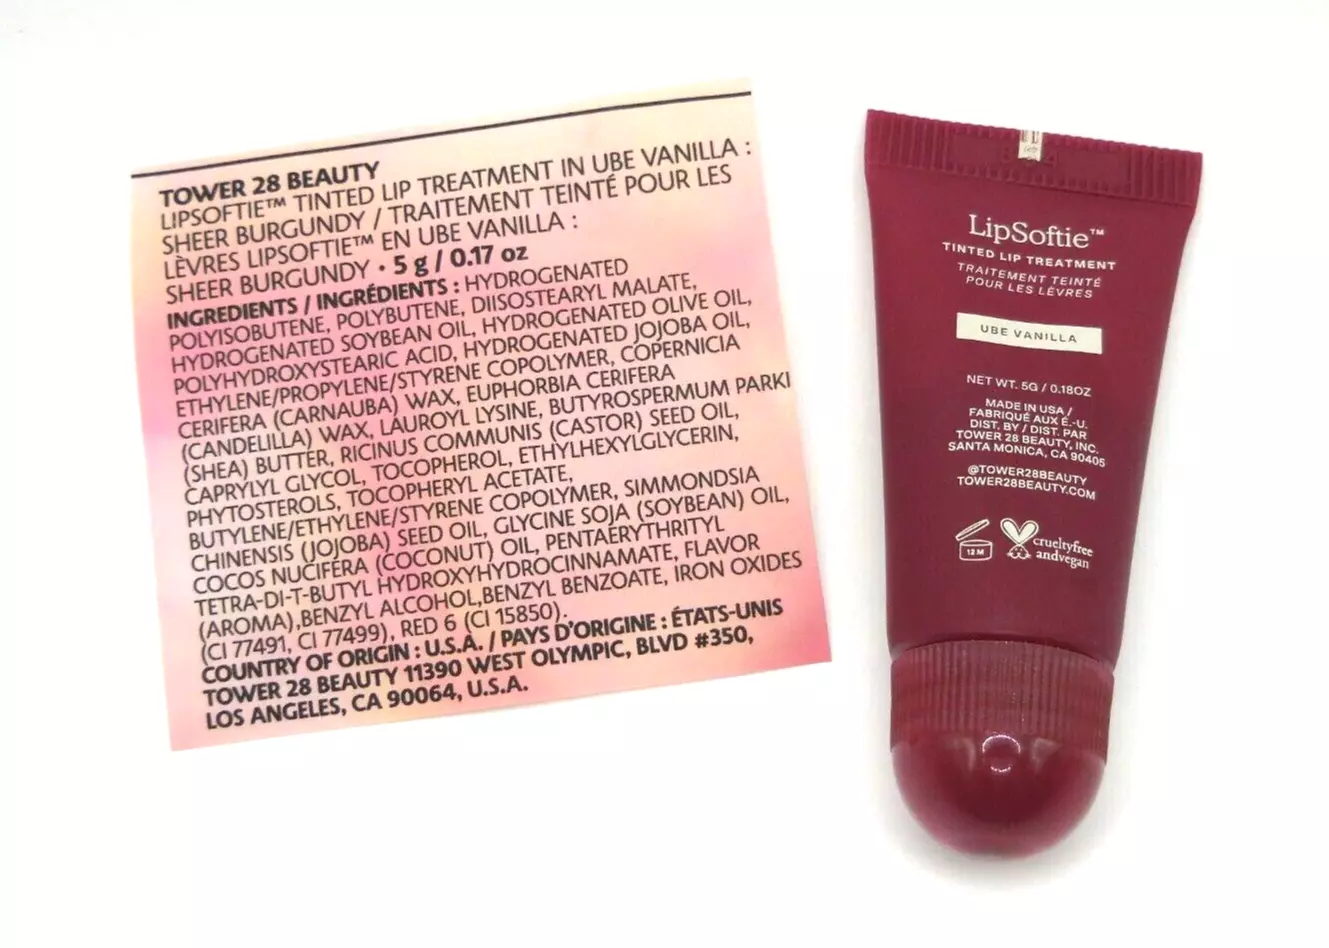 TOWER 28 BEAUTY
LIPSOFTIE™ TINTED LIP TREATMENT IN UBE VANILLA :
SHEER BURGUNDY / TRAITEMENT TEINTÉ POUR LES
LÈVRES LIPSOFTIE™ EN UBE VANILLA :
SHEER BURGUNDY • 5 g / 0.17 oz
INGREDIENTS / INGRÉDIENTS : HYDROGENATED
POLYISOBUTENE, POLYBUTENE, DIISOSTEARYL MALATE,
HYDROGENATED SOYBEAN OIL, HYDROGENATED OLIVE OIL,
POLYHYDROXYSTEARIC ACID, HYDROGENATED JOJOBA OIL,
ETHYLENE/PROPYLENE/STYRENE COPOLYMER, COPERNICIA
CERIFERA (CARNAUBA) WAX, EUPHORBIA CERIFERA
(CANDELILLA) WAX, LAUROYL LYSINE, BUTYROSPERMUM PARKI
(SHEA) BUTTER, RICINUS COMMUNIS (CASTOR) SEED OIL,
CAPRYLYL GLYCOL, TOCOPHEROL, ETHYLHEXYLGLYCERIN,
PHYTOSTEROLS, TOCOPHERYL ACETATE,
BUTYLENE/ETHYLENE/STYRENE COPOLYMER, SIMMONDSIA
CHINENSIS (JOJOBA) SEED OIL, GLYCINE SOJA (SOYBEAN) OIL,
COCOS NUCIFERA (COCONUT) OIL, PENTAERYTHRITYL
TETRA-DI-T-BUTYL HYDROXYHYDROCINNAMATE, FLAVOR
(AROMA),BENZYL ALCOHOL,BENZYL BENZOATE, IRON OXIDES
(CI 77491, CI 77499), RED 6 (CI 15850).
COUNTRY OF ORIGIN : U.S.A. / PAYS D'ORIGINE : ÉTATS-UNIS
TOWER 28 BEAUTY 11390 WEST OLYMPIC, BLVD #350,
LOS ANGELES, CA 90064, U.S.A.
LipSoftie™
TINTED LIP TREATMENT
TRAITEMENT TEINTÉ
POUR LES LÈVRES
UBE VANILLA
NET WT. 5G / 0.18OZ
MADE IN USA /
FABRIQUÉ AUX É.-U.
DIST. BY / DIST. PAR
TOWER 28 BEAUTY, INC.
SANTA MONICA, CA 90405
@TOWER28BEAUTY
TOWER28BEAUTY.COM
12 M
crueltyfree
andvegan